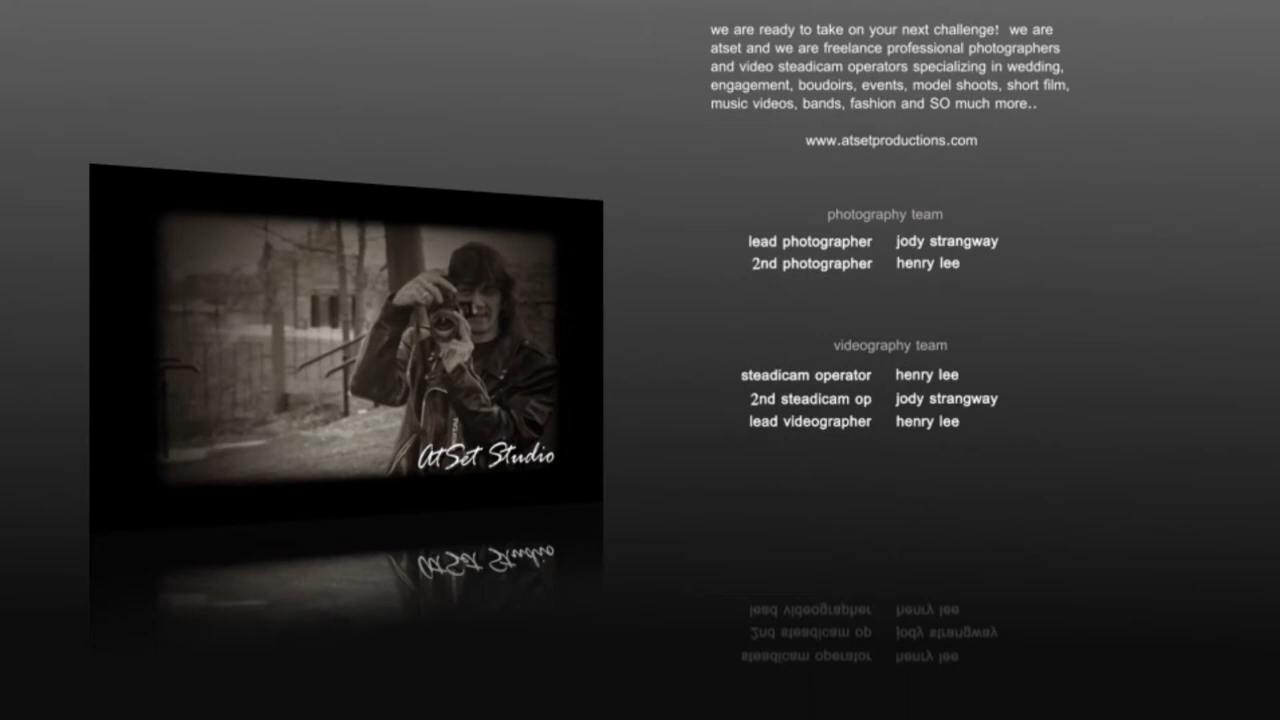 we are ready to take on your next challenge! we are
atset and we are freelance professional photographers
and video steadicam operators specializing in wedding,
engagement, boudoirs, events, model shoots, short film,
music videos, bands, fashion and SO much more..
www.atsetproductions.com
photography team
lead photographer jody strangway
2nd photographer henry lee
videography team
steadicam operator henry lee
2nd steadicam op jody strangway
lead videographer henry lee
AtSet Studio